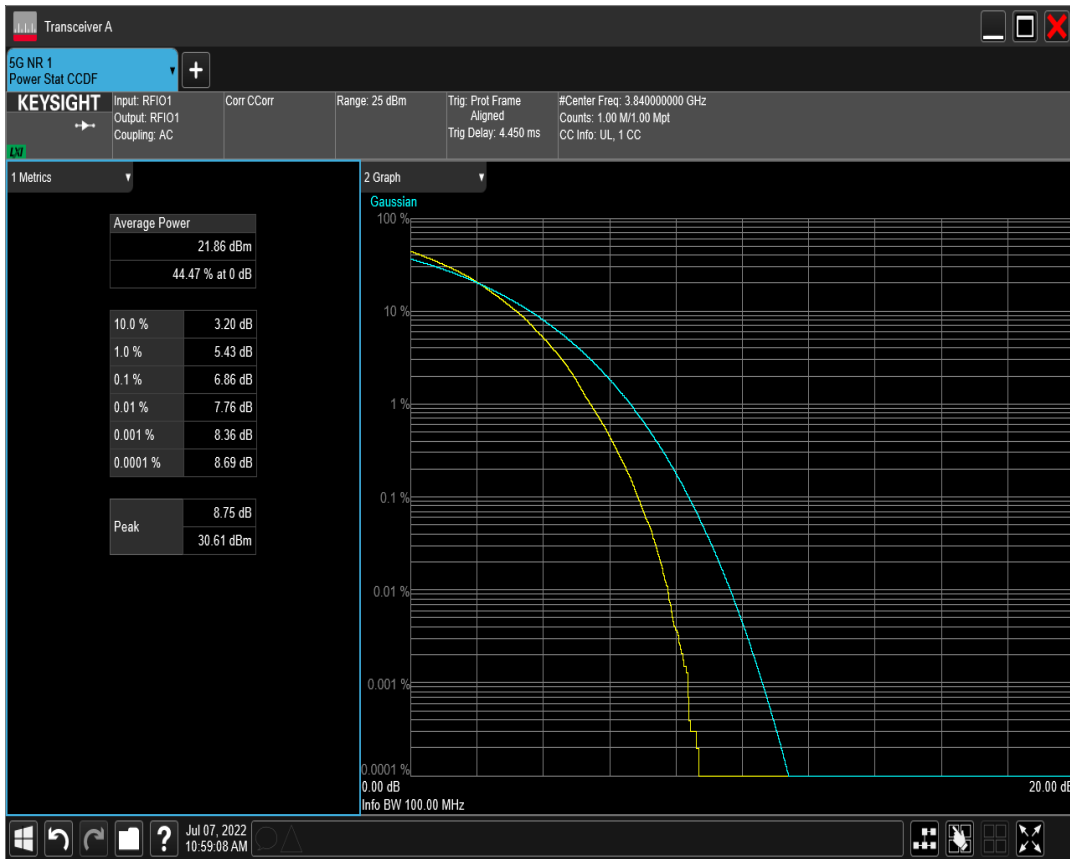 Transceiver A
5G NR 1
Power Stat CCDF
KEYSIGHT
LXI
Input: RFIO1
Output: RFIO1
Coupling: AC
Corr CCorr
Range: 25 dBm
Trig: Prot Frame
Aligned
Trig Delay: 4.450 ms
#Center Freq: 3.840000000 GHz
Counts: 1.00 M/1.00 Mpt
CC Info: UL, 1 CC
1 Metrics
Average Power
21.86 dBm
44.47 % at 0 dB
10.0 % 3.20 dB
1.0 % 5.43 dB
0.1 % 6.86 dB
0.01 % 7.76 dB
0.001 % 8.36 dB
0.0001 % 8.69 dB
Peak
8.75 dB
30.61 dBm
2 Graph
Gaussian
100 %
10 %
1 %
0.1 %
0.01 %
0.001 %
0.0001 %
0.00 dB 20.00 dB
Info BW 100.00 MHz
?
Jul 07, 2022
10:59:08 AM